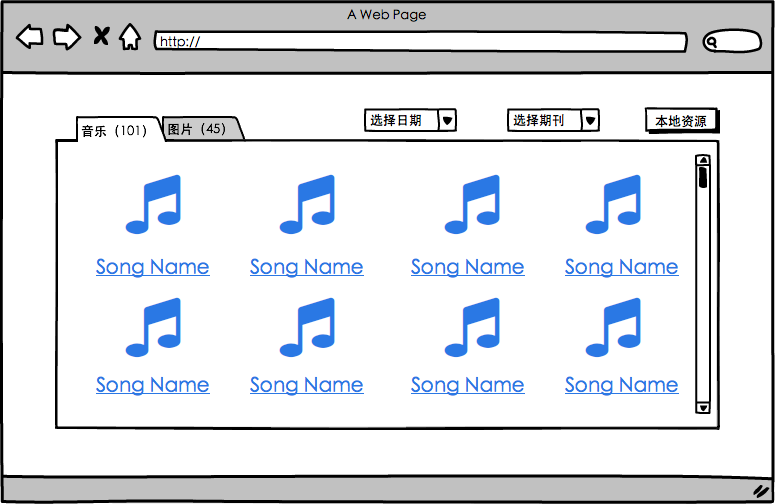 A Web Page
http://
音乐（101） 图片（45） 选择日期 选择期刊 本地资源
Song Name Song Name Song Name Song Name
Song Name Song Name Song Name Song Name